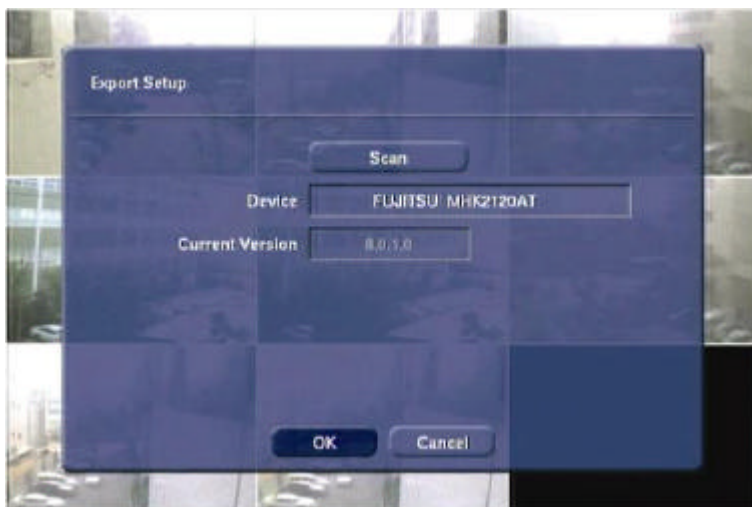 Export Setup
Scan
Device FUJITSU MHK2120AT
Current Version 8.0.1.0
OK Cancel